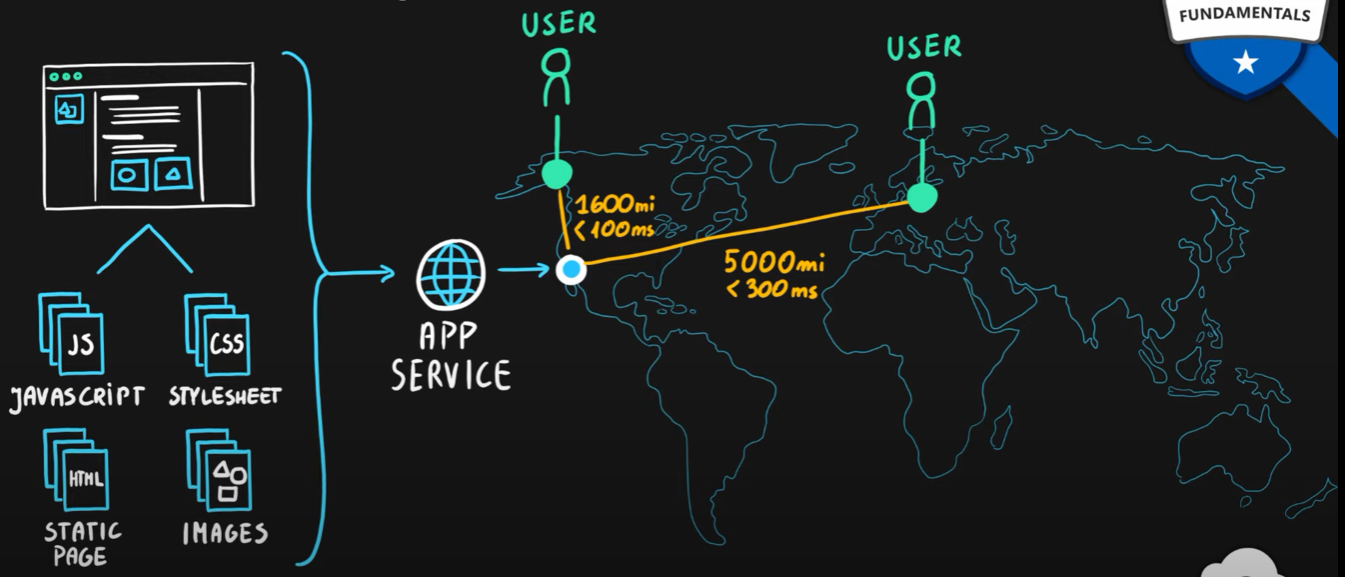 FUNDAMENTALS
USER
USER
1600mi
<100ms
5000mi
<300ms
APP
SERVICE
JS
CSS
JAVASCRIPT
STYLESHEET
HTML
STATIC
PAGE
IMAGES